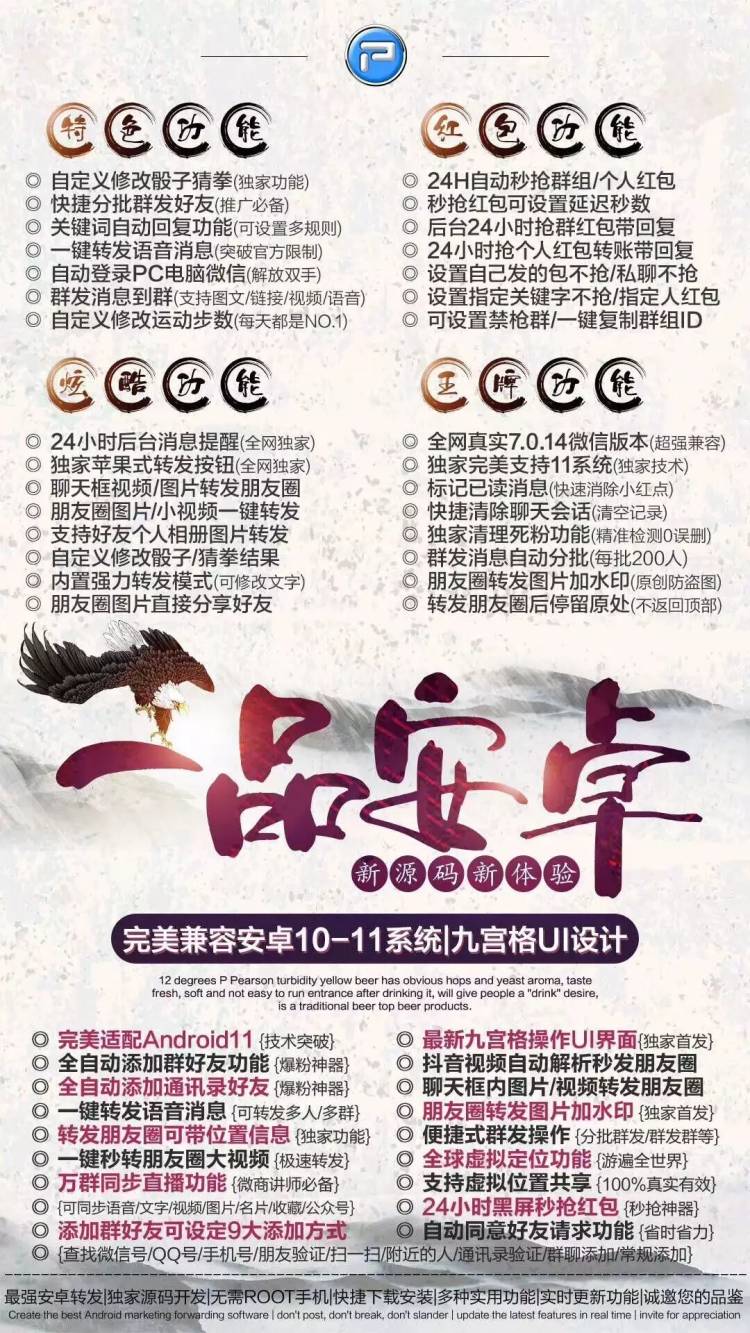 P
特色功能
◎ 自定义修改骰子猜拳(独家功能)
◎ 快捷分批群发好友(推广必备)
◎ 关键词自动回复功能(可设置多规则)
◎ 一键转发语音消息(突破官方限制)
◎ 自动登录PC电脑微信(解放双手)
◎ 群发消息到群(支持图文/链接/视频/语音)
◎ 自定义修改运动步数(每天都是NO.1)
红包功能
◎ 24H自动秒抢群组/个人红包
◎ 秒抢红包可设置延迟秒数
◎ 后台24小时抢群红包带回复
◎ 24小时抢个人红包转账带回复
◎ 设置自己发的包不抢/私聊不抢
◎ 设置指定关键字不抢/指定人红包
◎ 可设置禁枪群/一键复制群组ID
炫酷功能
◎ 24小时后台消息提醒(全网独家)
◎ 独家苹果式转发按钮(全网独家)
◎ 聊天框视频/图片转发朋友圈
◎ 朋友圈图片/小视频一键转发
◎ 支持好友个人相册图片转发
◎ 自定义修改骰子/猜拳结果
◎ 内置强力转发模式(可修改文字)
◎ 朋友圈图片直接分享好友
王牌功能
◎ 全网真实7.0.14微信版本(超强兼容)
◎ 独家完美支持11系统(独家技术)
◎ 标记已读消息(快速消除小红点)
◎ 快捷清除聊天会话(清空记录)
◎ 独家清理死粉功能(精准检测0误删)
◎ 群发消息自动分批(每批200人)
◎ 朋友圈转发图片加水印(原创防盗图)
◎ 转发朋友圈后停留原处(不返回顶部)
一品安卓
新源码新体验
完美兼容安卓10-11系统|九宫格UI设计
12 degrees P Pearson turbidity yellow beer has obvious hops and yeast aroma, taste
fresh, soft and not easy to run entrance after drinking it, will give people a "drink" desire,
is a traditional beer top beer products.
◎ 完美适配Android11 {技术突破}
◎ 全自动添加群好友功能 {爆粉神器}
◎ 全自动添加通讯录好友 {爆粉神器}
◎ 一键转发语音消息 {可转发多人/多群}
◎ 转发朋友圈可带位置信息 {独家功能}
◎ 一键秒转朋友圈大视频 {极速转发}
◎ 万群同步直播功能 {微商讲师必备}
◎ {可同步语音/文字/视频/图片/名片/收藏/公众号}
◎ 添加群好友可设定9大添加方式
◎ {查找微信号/QQ号/手机号/朋友验证/扫一扫/附近的人/通讯录验证/群聊添加/常规添加}
◎ 最新九宫格操作UI界面{独家首发}
◎ 抖音视频自动解析秒发朋友圈
◎ 聊天框内图片/视频转发朋友圈
◎ 朋友圈转发图片加水印 {独家首发}
◎ 便捷式群发操作 {分批群发/群发群等}
◎ 全球虚拟定位功能 {游遍全世界}
◎ 支持虚拟位置共享 {100%真实有效}
◎ 24小时黑屏秒抢红包 {秒抢神器}
◎ 自动同意好友请求功能 {省时省力}
最强安卓转发|独家源码开发|无需ROOT手机|快捷下载安装|多种实用功能|实时更新功能|诚邀您的品鉴
Create the best Android marketing forwarding software | don't post, don't break, don't slander | update the latest features in real time | invite for appreciation